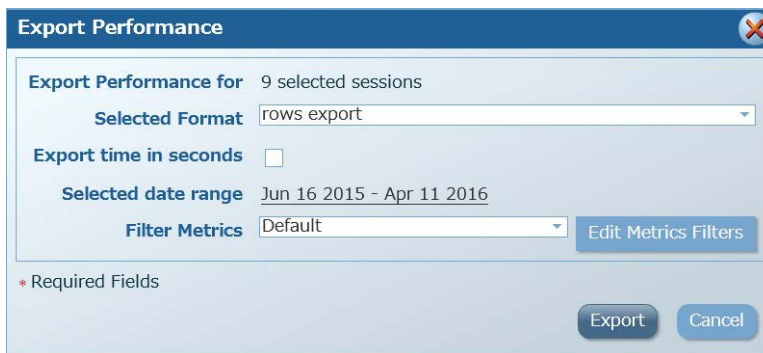 Export Performance
Export Performance for 9 selected sessions
Selected Format rows export
Export time in seconds
Selected date range Jun 16 2015 - Apr 11 2016
Filter Metrics Default Edit Metrics Filters
* Required Fields
Export Cancel